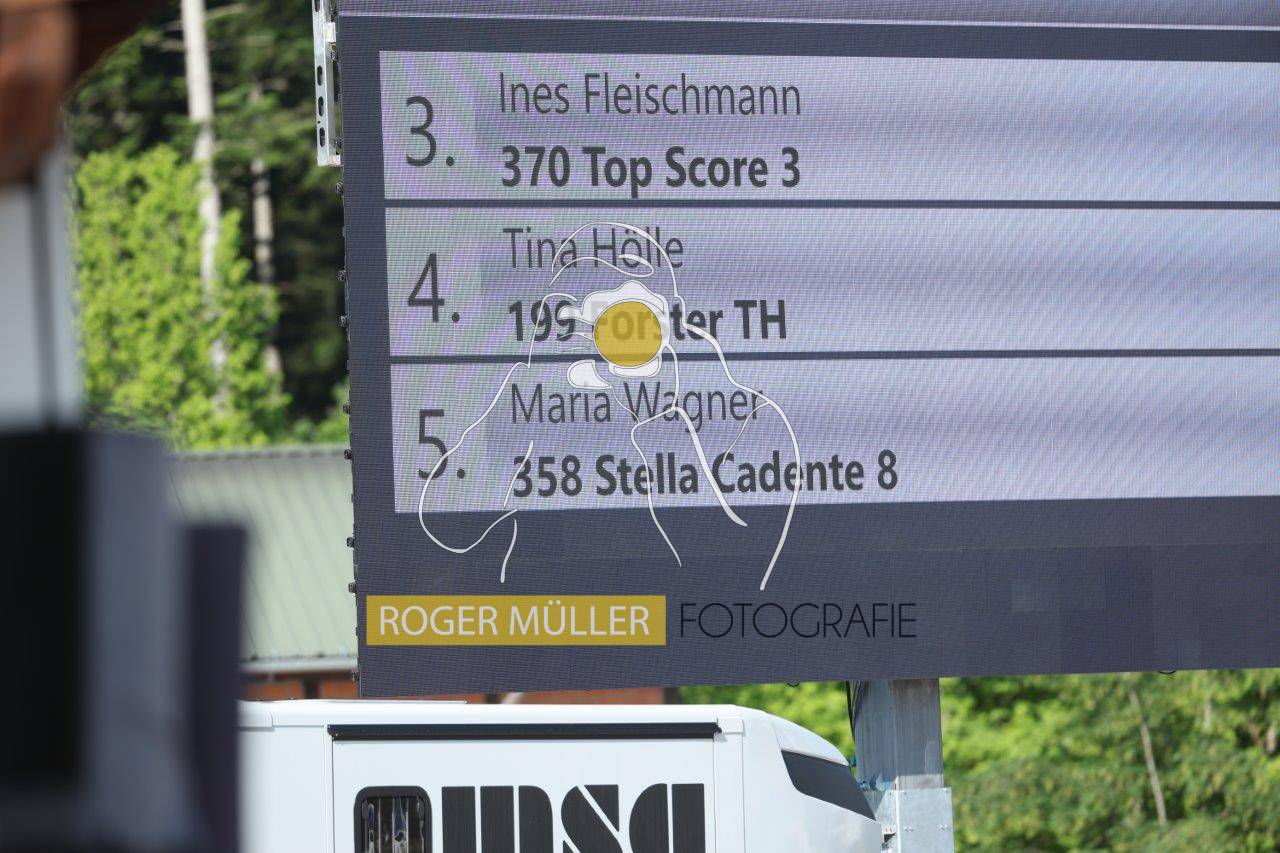 3.
Ines Fleischmann
370 Top Score 3
4.
Tina Hölle
199 Forster TH
5.
Maria Wagner
358 Stella Cadente 8
ROGER MÜLLER FOTOGRAFIE